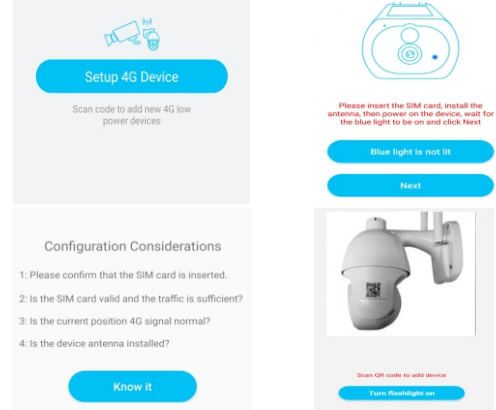 Setup 4G Device
Scan code to add new 4G low
power devices
Please insert the SIM card, install the
antenna, then power on the device, wait for
the blue light to be on and click Next
Blue light is not lit
Next
Configuration Considerations
1: Please confirm that the SIM card is inserted.
2: Is the SIM card valid and the traffic is sufficient?
3: Is the current position 4G signal normal?
4: Is the device antenna installed?
Know it
Scan QR code to add device
Turn flashlight on